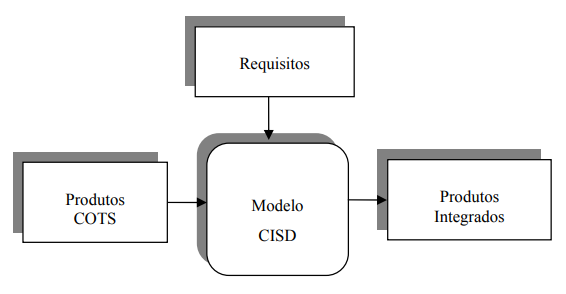 Requisitos
Produtos
COTS
Modelo
CISD
Produtos
Integrados